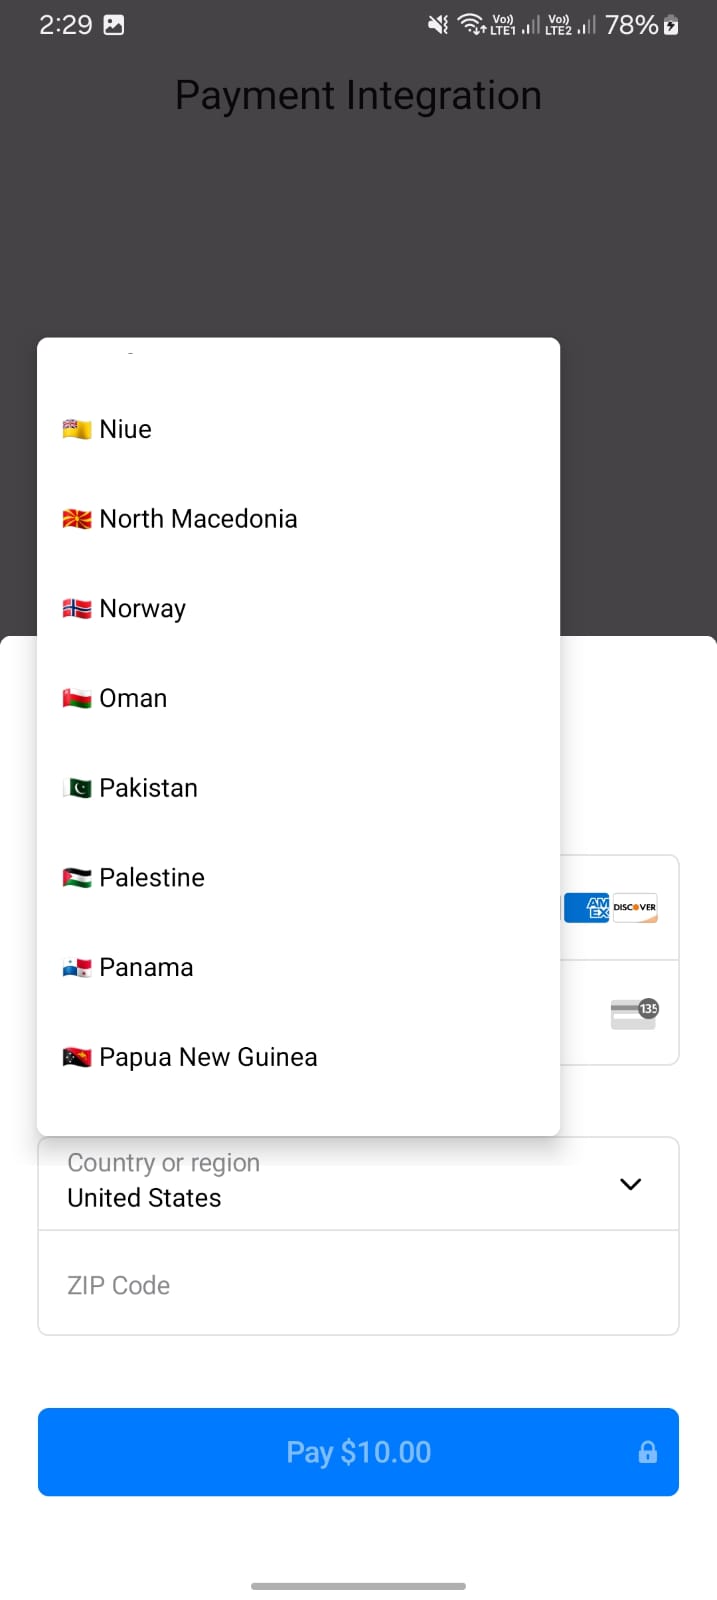 2:29
Vo)) LTE1 Vo)) LTE2 78%
Payment Integration
Niue
North Macedonia
Norway
Oman
Pakistan
Palestine
Panama
AM EX DISCOVER
135
Papua New Guinea
Country or region
United States
ZIP Code
Pay $10.00